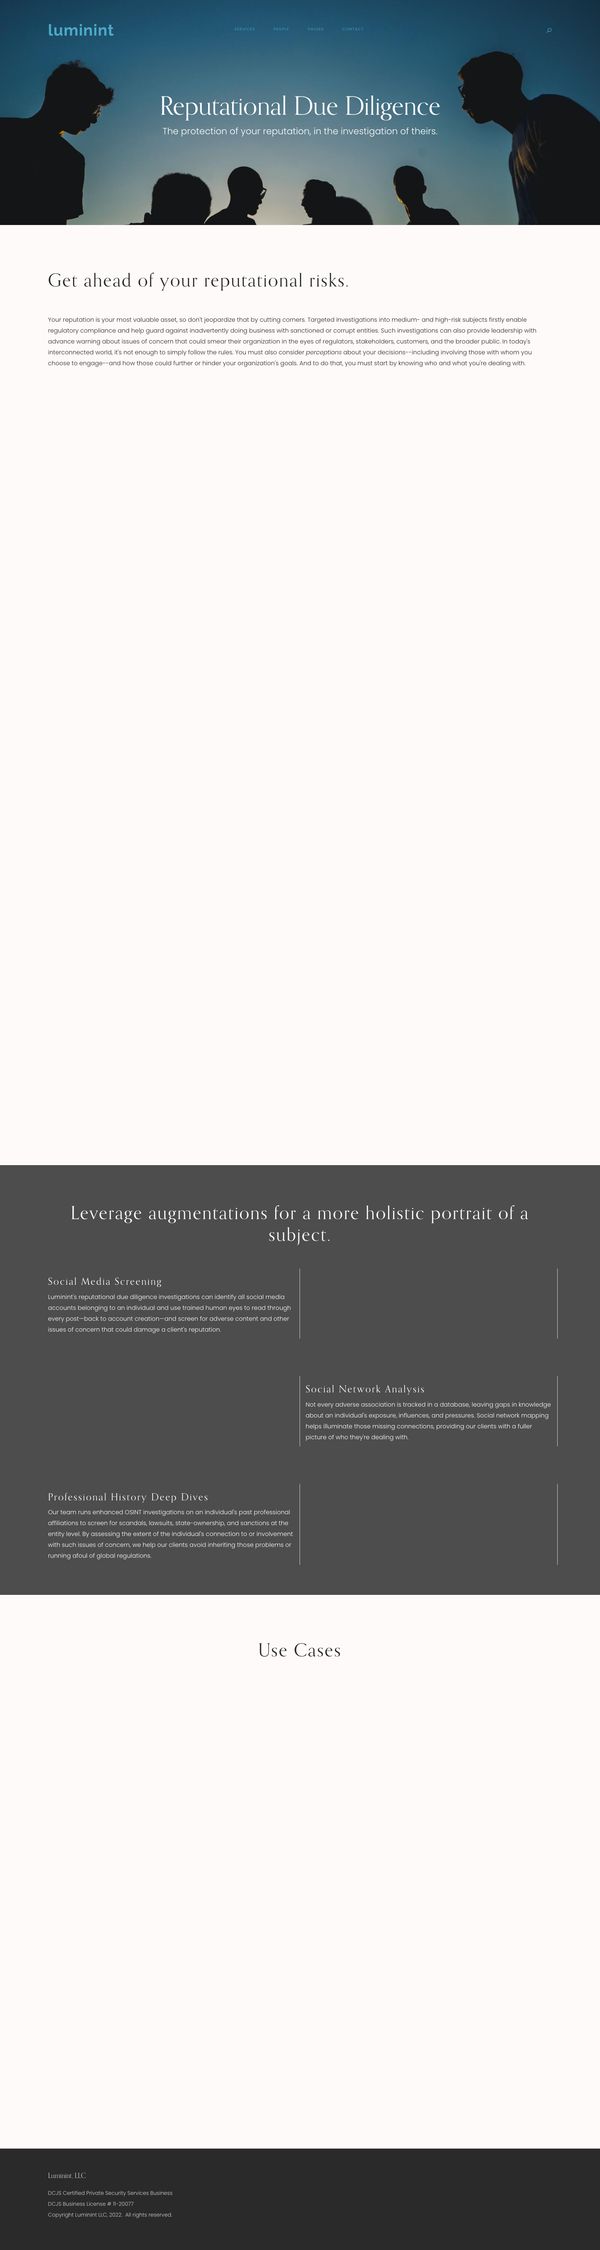 luminint
SERVICES PEOPLE PRICES CONTACT
Reputational Due Diligence
The protection of your reputation, in the investigation of theirs.
Get ahead of your reputational risks.
Your reputation is your most valuable asset, so don't jeopardize that by cutting corners. Targeted investigations into medium- and high-risk subjects firstly enable
regulatory compliance and help guard against inadvertently doing business with sanctioned or corrupt entities. Such investigations can also provide leadership with
advance warning about issues of concern that could smear their organization in the eyes of regulators, stakeholders, customers, and the broader public. In today's
interconnected world, it's not enough to simply follow the rules. You must also consider perceptions about your decisions--including involving those with whom you
choose to engage--and how those could further or hinder your organization's goals. And to do that, you must start by knowing who and what you're dealing with.
Leverage augmentations for a more holistic portrait of a
subject.
Social Media Screening
Luminint's reputational due diligence investigations can identify all social media
accounts belonging to an individual and use trained human eyes to read through
every post—back to account creation—and screen for adverse content and other
issues of concern that could damage a client's reputation.
Social Network Analysis
Not every adverse association is tracked in a database, leaving gaps in knowledge
about an individual's exposure, influences, and pressures. Social network mapping
helps illuminate those missing connections, providing our clients with a fuller
picture of who they're dealing with.
Professional History Deep Dives
Our team runs enhanced OSINT investigations on an individual's past professional
affiliations to screen for scandals, lawsuits, state-ownership, and sanctions at the
entity level. By assessing the extent of the individual's connection to or involvement
with such issues of concern, we help our clients avoid inheriting those problems or
running afoul of global regulations.
Use Cases
Luminint, LLC
DCJS Certified Private Security Services Business
DCJS Business License # 11-20077
Copyright Luminint LLC, 2022. All rights reserved.